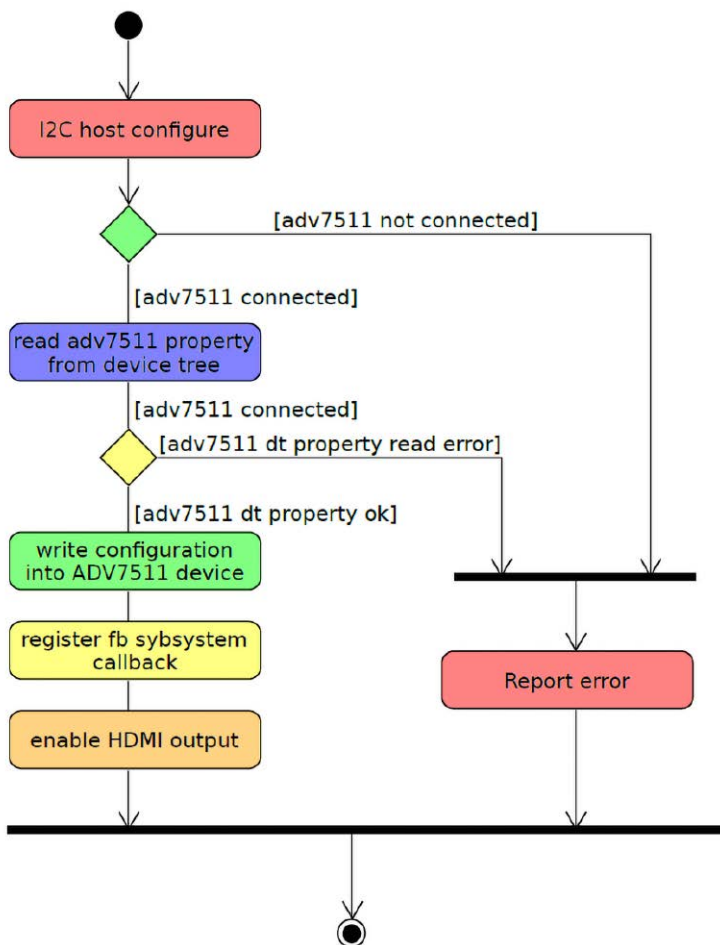 I2C host configure
[adv7511 not connected]
[adv7511 connected]
read adv7511 property
from device tree
[adv7511 connected]
[adv7511 dt property read error]
[adv7511 dt property ok]
write configuration
into ADV7511 device
register fb sybsystem
callback
Report error
enable HDMI output